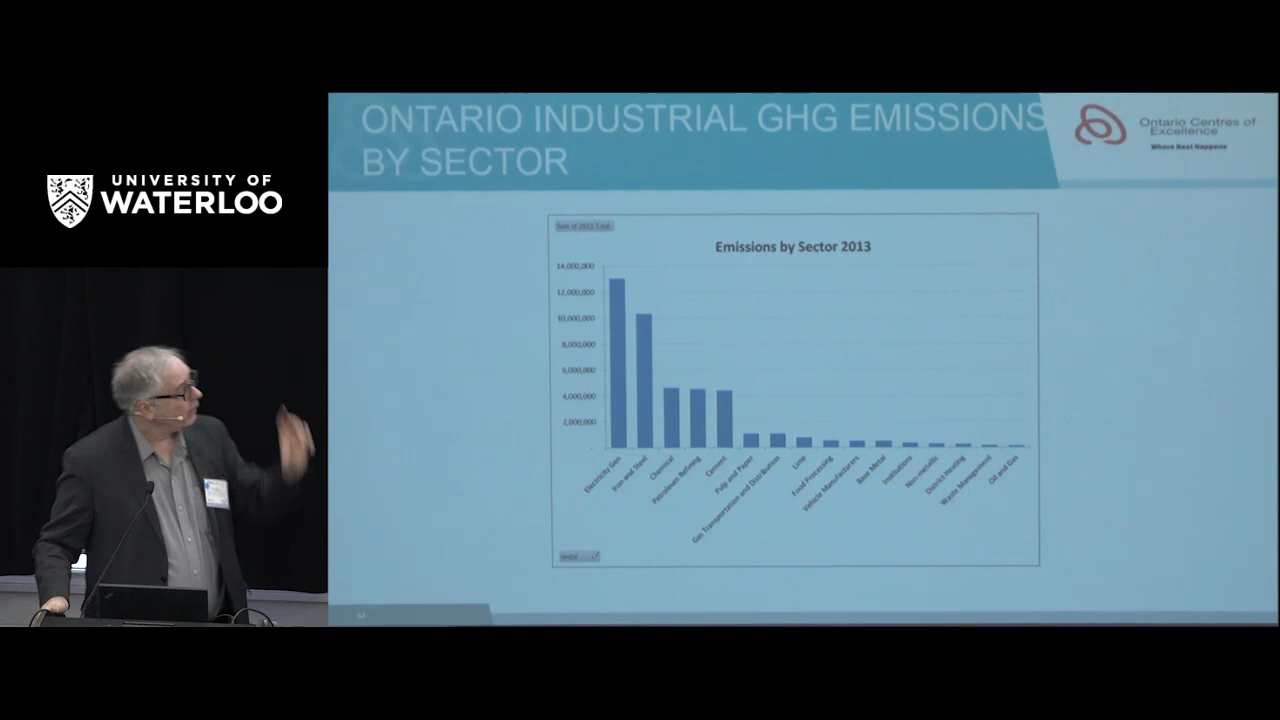 UNIVERSITY OF
WATERLOO
ONTARIO INDUSTRIAL GHG EMISSIONS
BY SECTOR
Ontario Centres of
Excellence
Where Next Happens
Sum of 2013 Total
Emissions by Sector 2013
14,000,000
12,000,000
10,000,000
8,000,000
6,000,000
4,000,000
2,000,000
Electricity Gen
Iron and Steel
Chemical
Petroleum Refining
Cement
Pulp and Paper
Gas Transportation and Distribution
Lime
Food Processing
Vehicle Manufacturers
Base Metal
Institutions
Non-metallic
District Heating
Waste Management
Oil and Gas
Sector